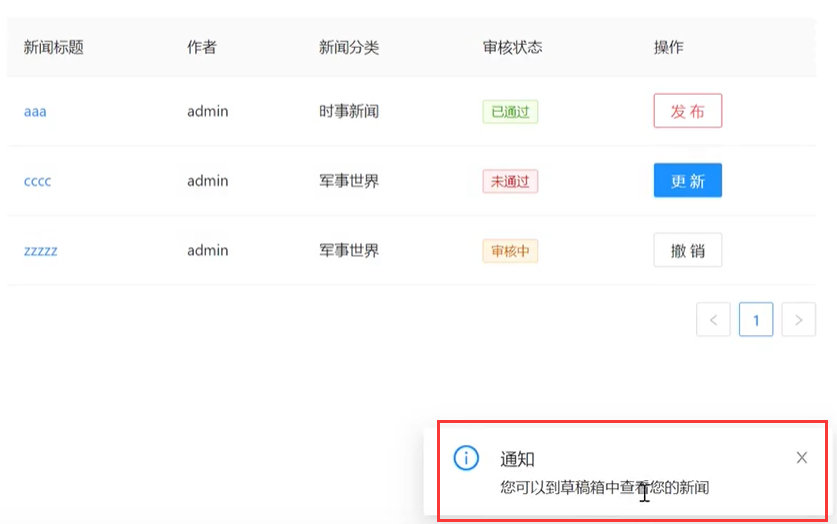 新闻标题 作者 新闻分类 审核状态 操作
aaa admin 时事新闻 已通过 发布
cccc admin 军事世界 未通过 更新
zzzzz admin 军事世界 审核中 撤销
< 1 >
通知
您可以到草稿箱中查看您的新闻